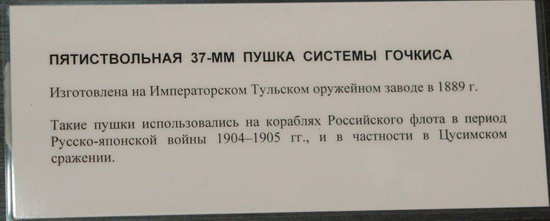 ПЯТИСТВОЛЬНАЯ 37-ММ ПУШКА СИСТЕМЫ ГОЧКИСА
Изготовлена на Императорском Тульском оружейном заводе в 1889 г.
Такие пушки использовались на кораблях Российского флота в период
Русско-японской войны 1904–1905 гг., и в частности в Цусимском
сражении.